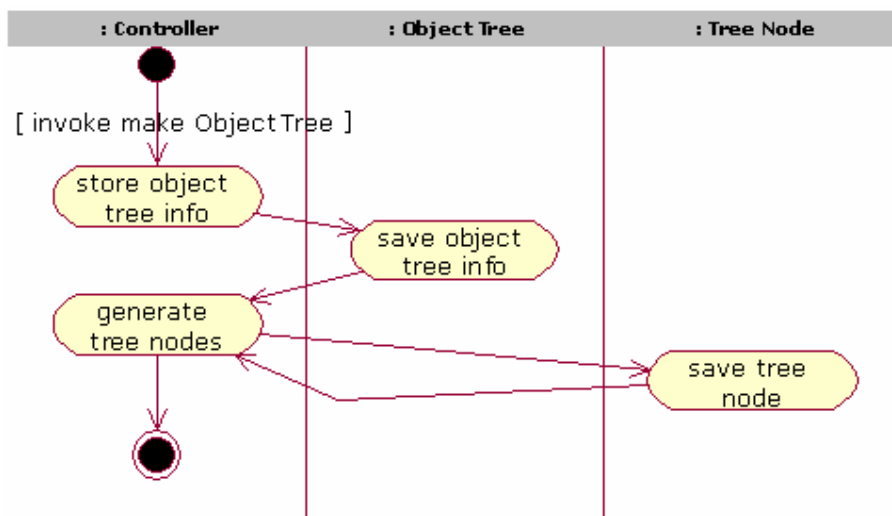 : Controller
: Object Tree
: Tree Node
[ invoke make Object Tree ]
store object
tree info
save object
tree info
generate
tree nodes
save tree
node